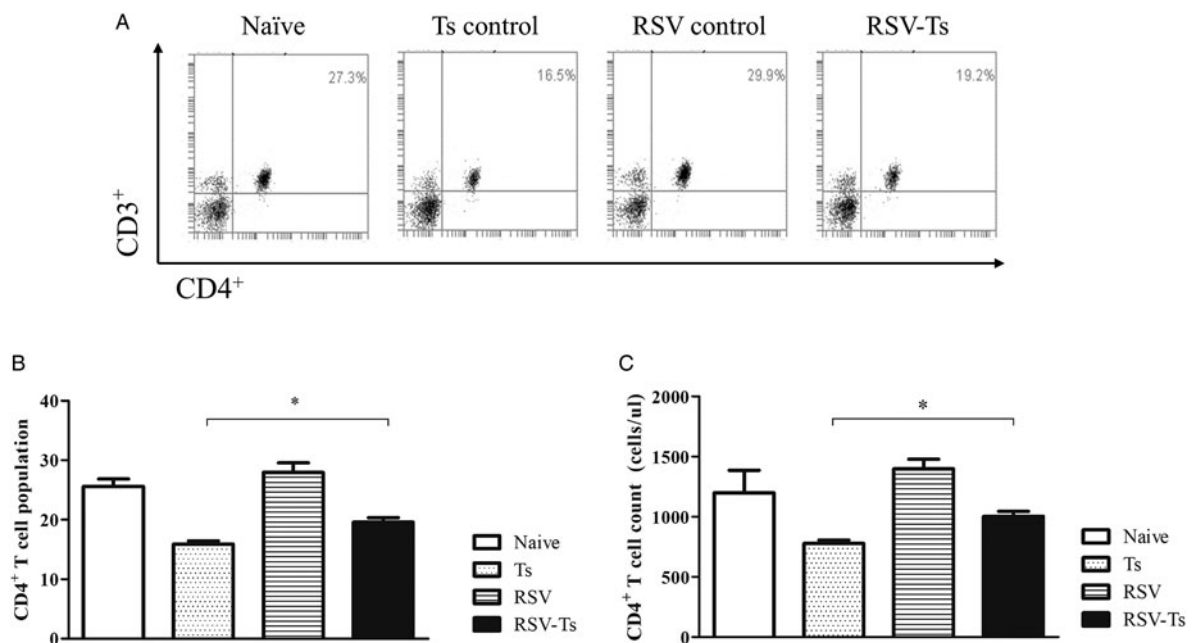 A
Naïve
Ts control
RSV control
RSV-Ts
27.3%
16.5%
29.9%
19.2%
CD3⁺
CD4⁺
B
CD4⁺ T cell population
40
30
20
10
0
*
Naive
Ts
RSV
RSV-Ts
C
CD4⁺ T cell count (cells/ul)
2000
1500
1000
500
0
*
Naive
Ts
RSV
RSV-Ts